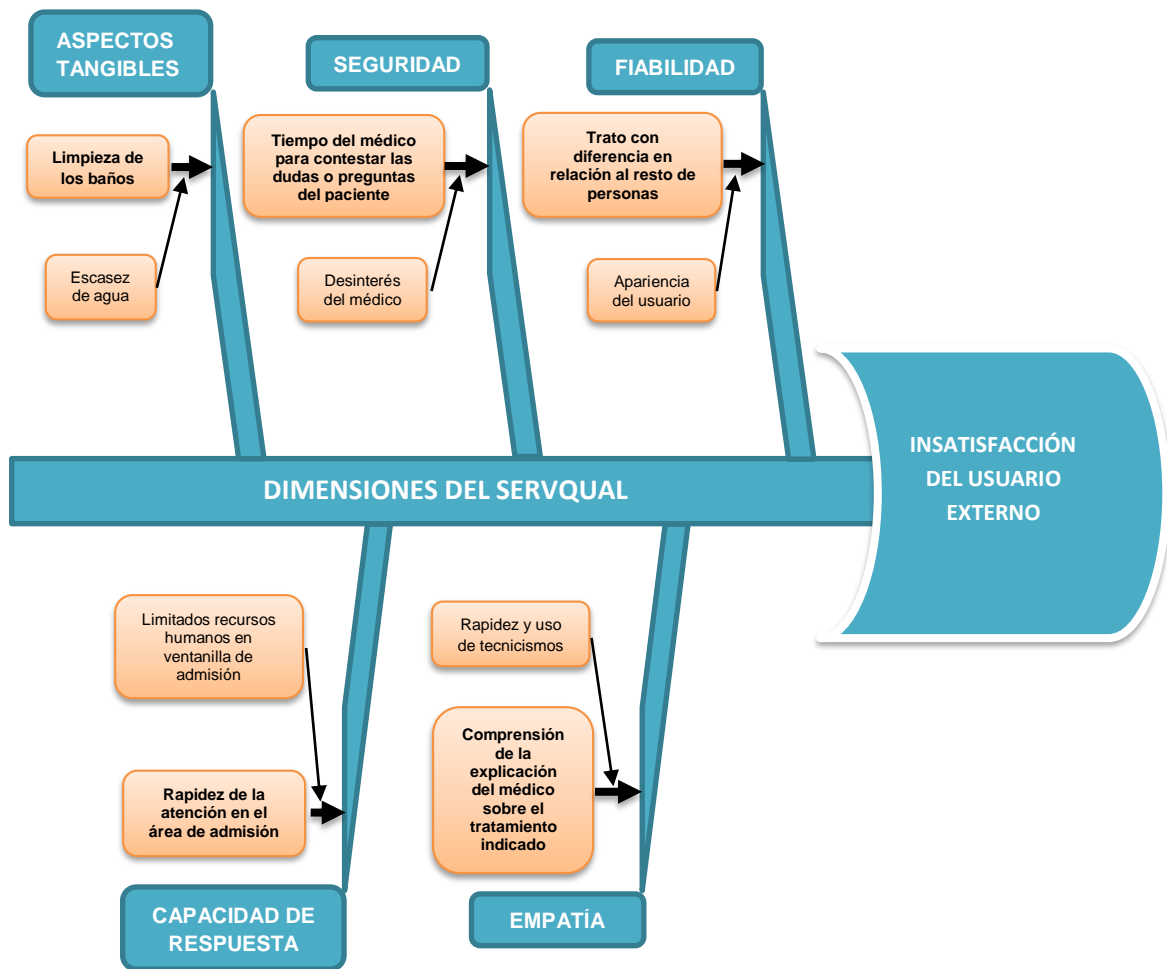 ASPECTOS
TANGIBLES
SEGURIDAD
FIABILIDAD
Limpieza de
los baños
Tiempo del médico
para contestar las
dudas o preguntas
del paciente
Trato con
diferencia en
relación al resto de
personas
Escasez
de agua
Desinterés
del médico
Apariencia
del usuario
INSATISFACCIÓN
DEL USUARIO
EXTERNO
DIMENSIONES DEL SERVQUAL
Limitados recursos
humanos en
ventanilla de
admisión
Rapidez y uso
de tecnicismos
Rapidez de la
atención en el
área de admisión
Comprensión
de la
explicación
del médico
sobre el
tratamiento
indicado
CAPACIDAD DE
RESPUESTA
EMPATÍA